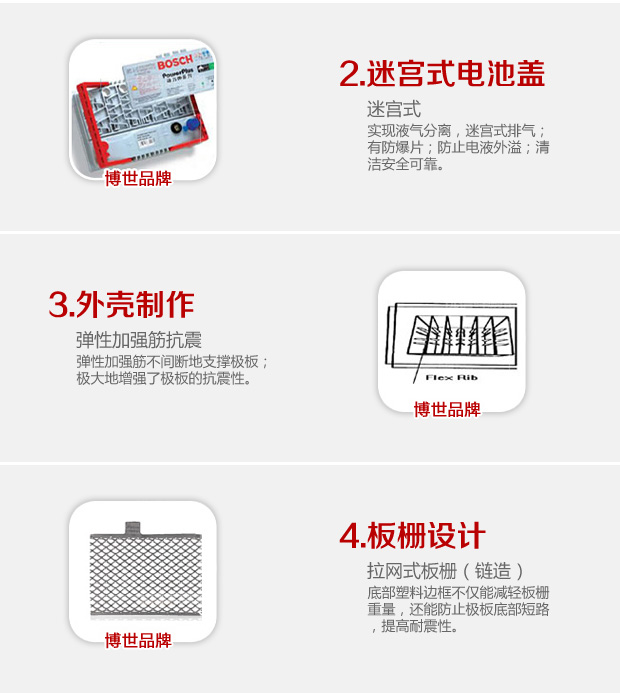 BOSCH
PowerPlus
博世品牌
2.迷宫式电池盖
迷宫式
实现液气分离，迷宫式排气；
有防爆片；防止电液外溢；清
洁安全可靠。
3.外壳制作
弹性加强筋抗震
弹性加强筋不间断地支撑极板；
极大地增强了极板的抗震性。
Flex Rib
博世品牌
博世品牌
4.板栅设计
拉网式板栅（链造）
底部塑料边框不仅能减轻板栅
重量，还能防止极板底部短路
，提高耐震性。